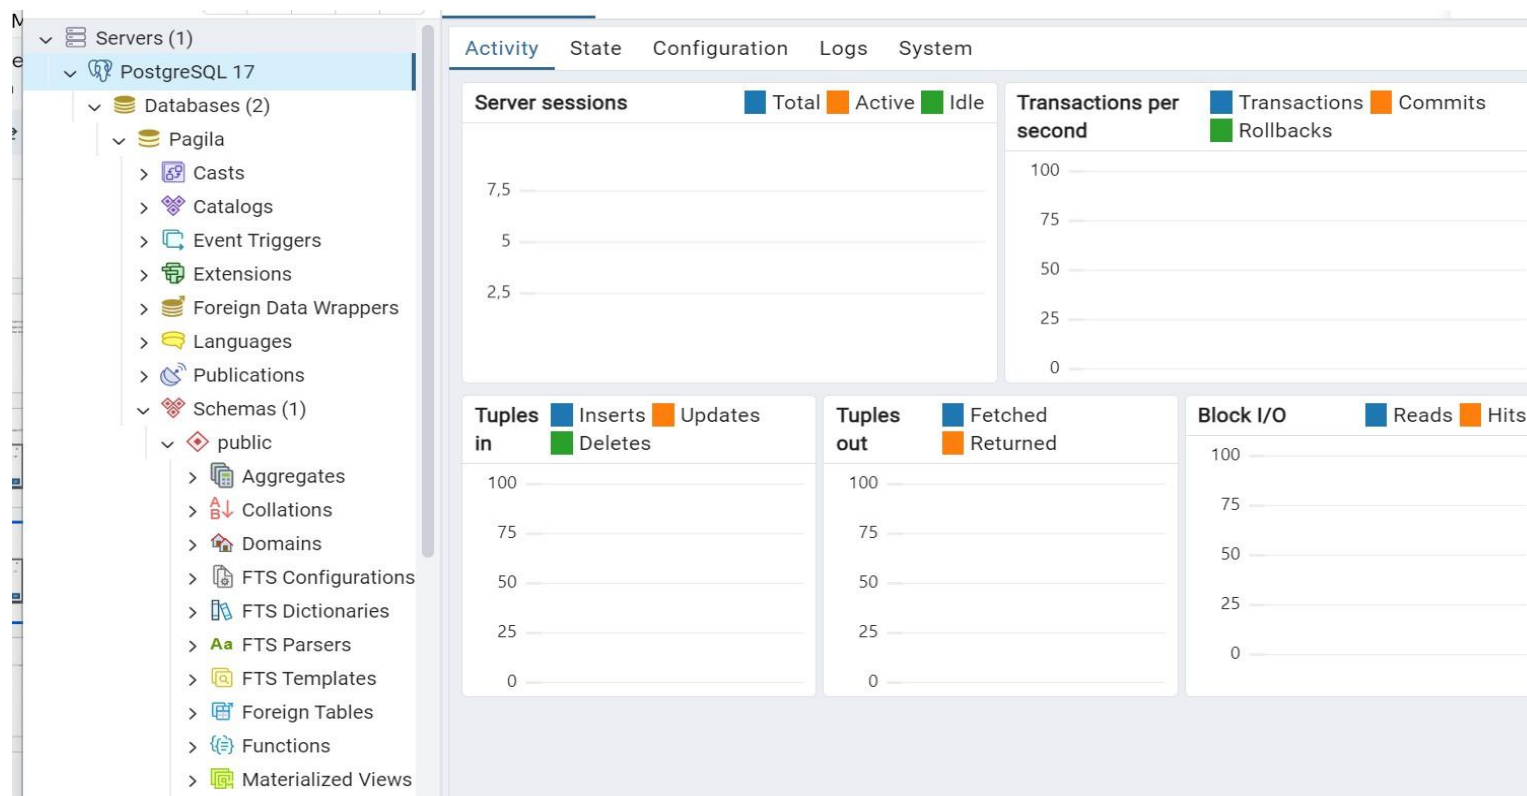 Servers (1)
PostgreSQL 17
Databases (2)
Pagila
Casts
Catalogs
Event Triggers
Extensions
Foreign Data Wrappers
Languages
Publications
Schemas (1)
public
Aggregates
Collations
Domains
FTS Configurations
FTS Dictionaries
Aa FTS Parsers
FTS Templates
Foreign Tables
Functions
Materialized Views
Activity State Configuration Logs System
Server sessions Total Active Idle
7,5
5
2,5
Transactions per second Transactions Commits
Rollbacks
100
75
50
25
0
Tuples in Inserts Updates
Deletes
100
75
50
25
0
Tuples out Fetched
Returned
100
75
50
25
0
Block I/O Reads Hits
100
75
50
25
0